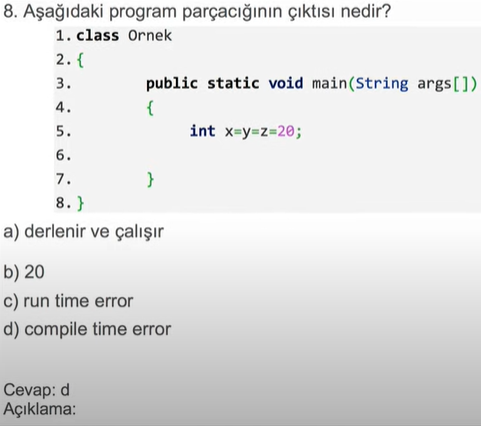 8. Aşağıdaki program parçacığının çıktısı nedir?
1. class Ornek
2. {
3. public static void main(String args[])
4. {
5. int x=y=z=20;
6.
7. }
8. }
a) derlenir ve çalışır
b) 20
c) run time error
d) compile time error
Cevap: d
Açıklama: